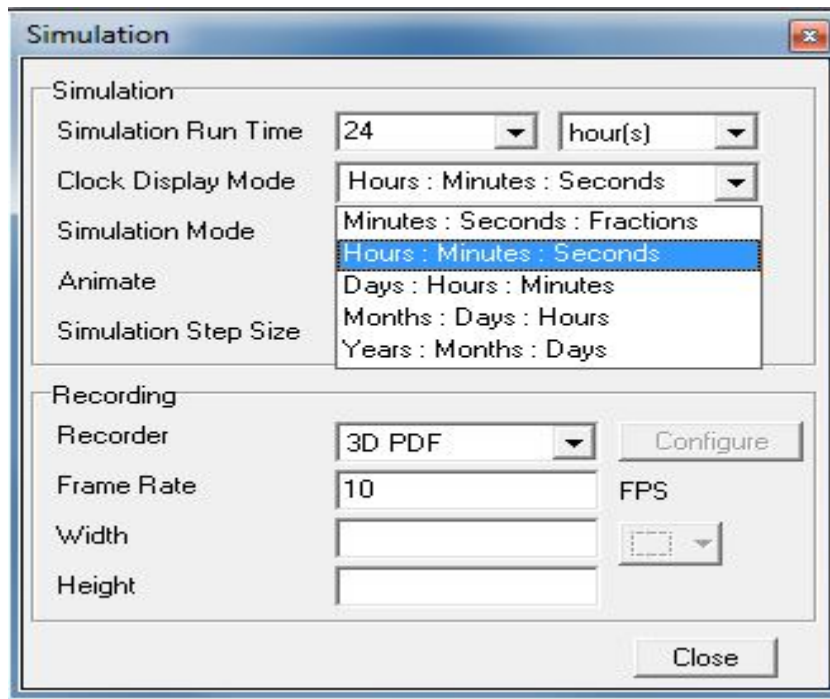 Simulation
Simulation
Simulation Run Time 24 hour(s)
Clock Display Mode Hours : Minutes : Seconds
Simulation Mode Minutes : Seconds : Fractions
Hours : Minutes : Seconds
Animate Days : Hours : Minutes
Months : Days : Hours
Simulation Step Size Years : Months : Days
Recording
Recorder 3D PDF Configure
Frame Rate 10 FPS
Width
Height
Close